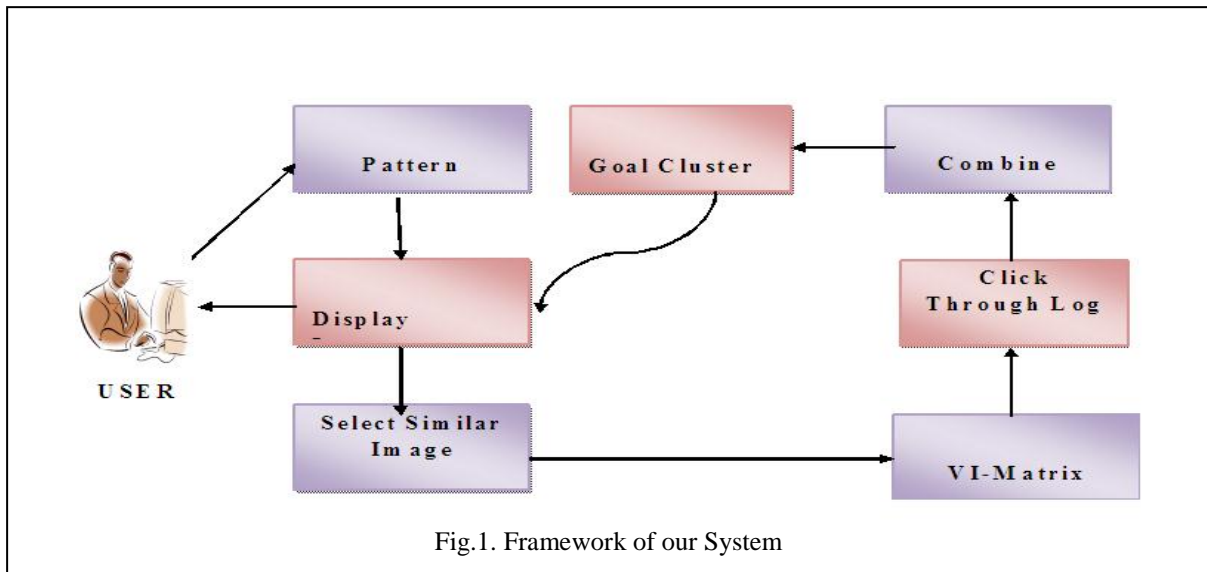 Pattern
Goal Cluster
Combine
Display
Click
Through Log
USER
Select Similar
Image
VI-Matrix
Fig.1. Framework of our System